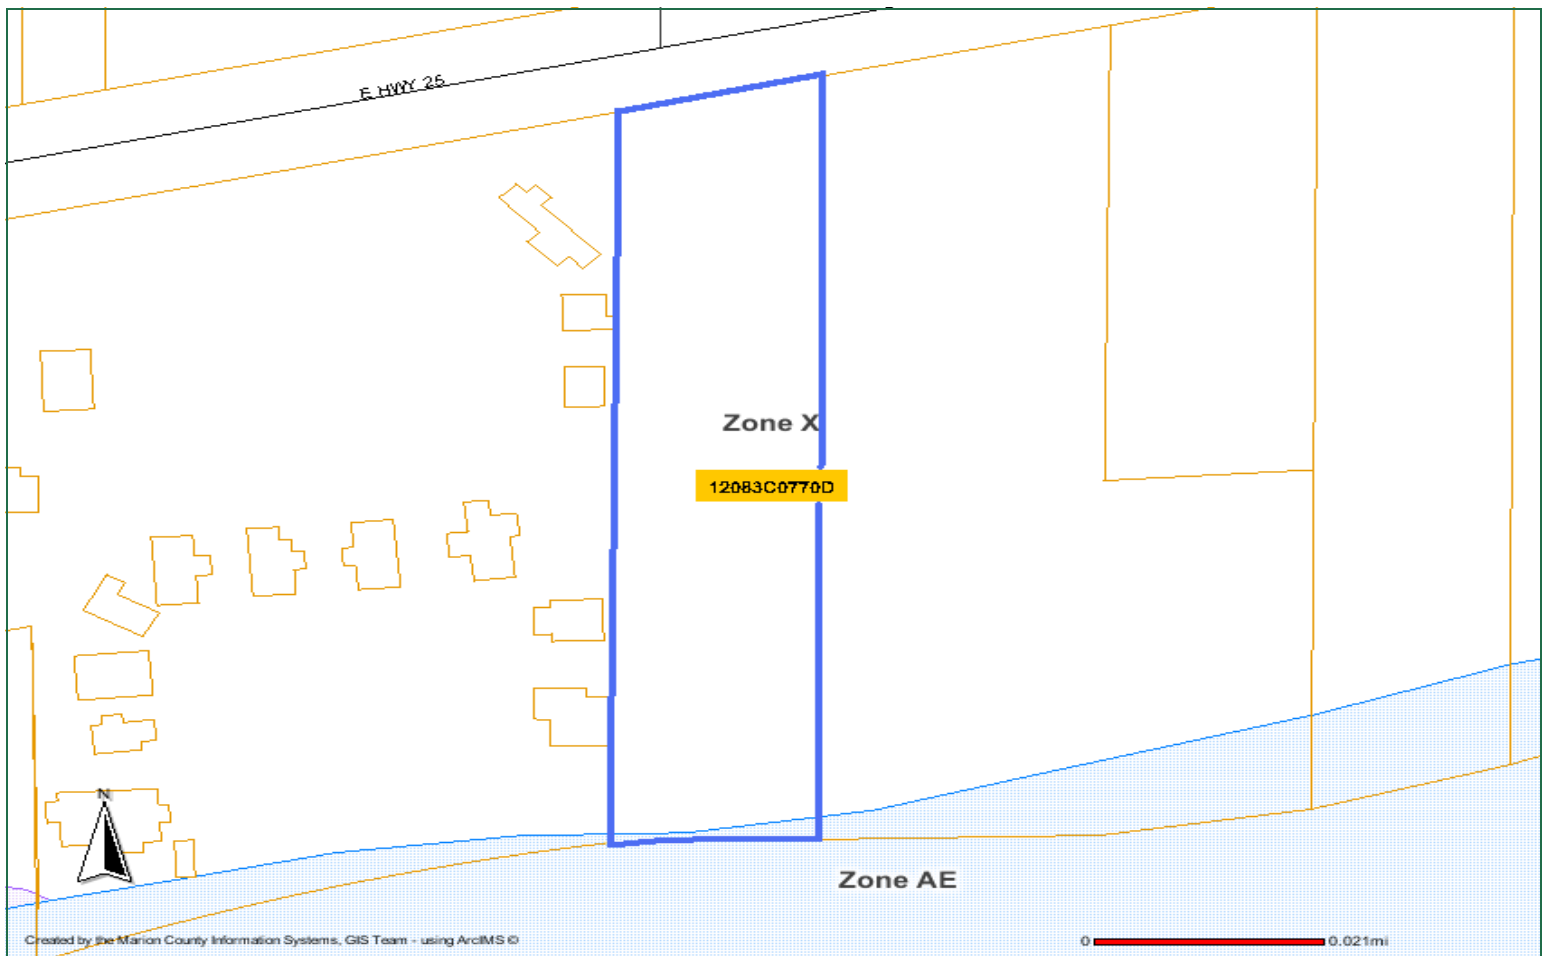 E HWY 25
Zone X
12083C0770D
N
Zone AE
Created by the Marion County Information Systems, GIS Team - using ArcIMS ©
0 0.021mi